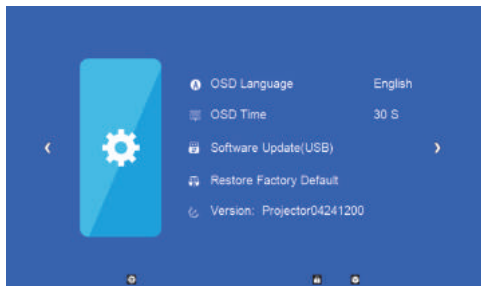 OSD Language English
OSD Time 30 S
Software Update(USB)
Restore Factory Default
Version: Projector04241200